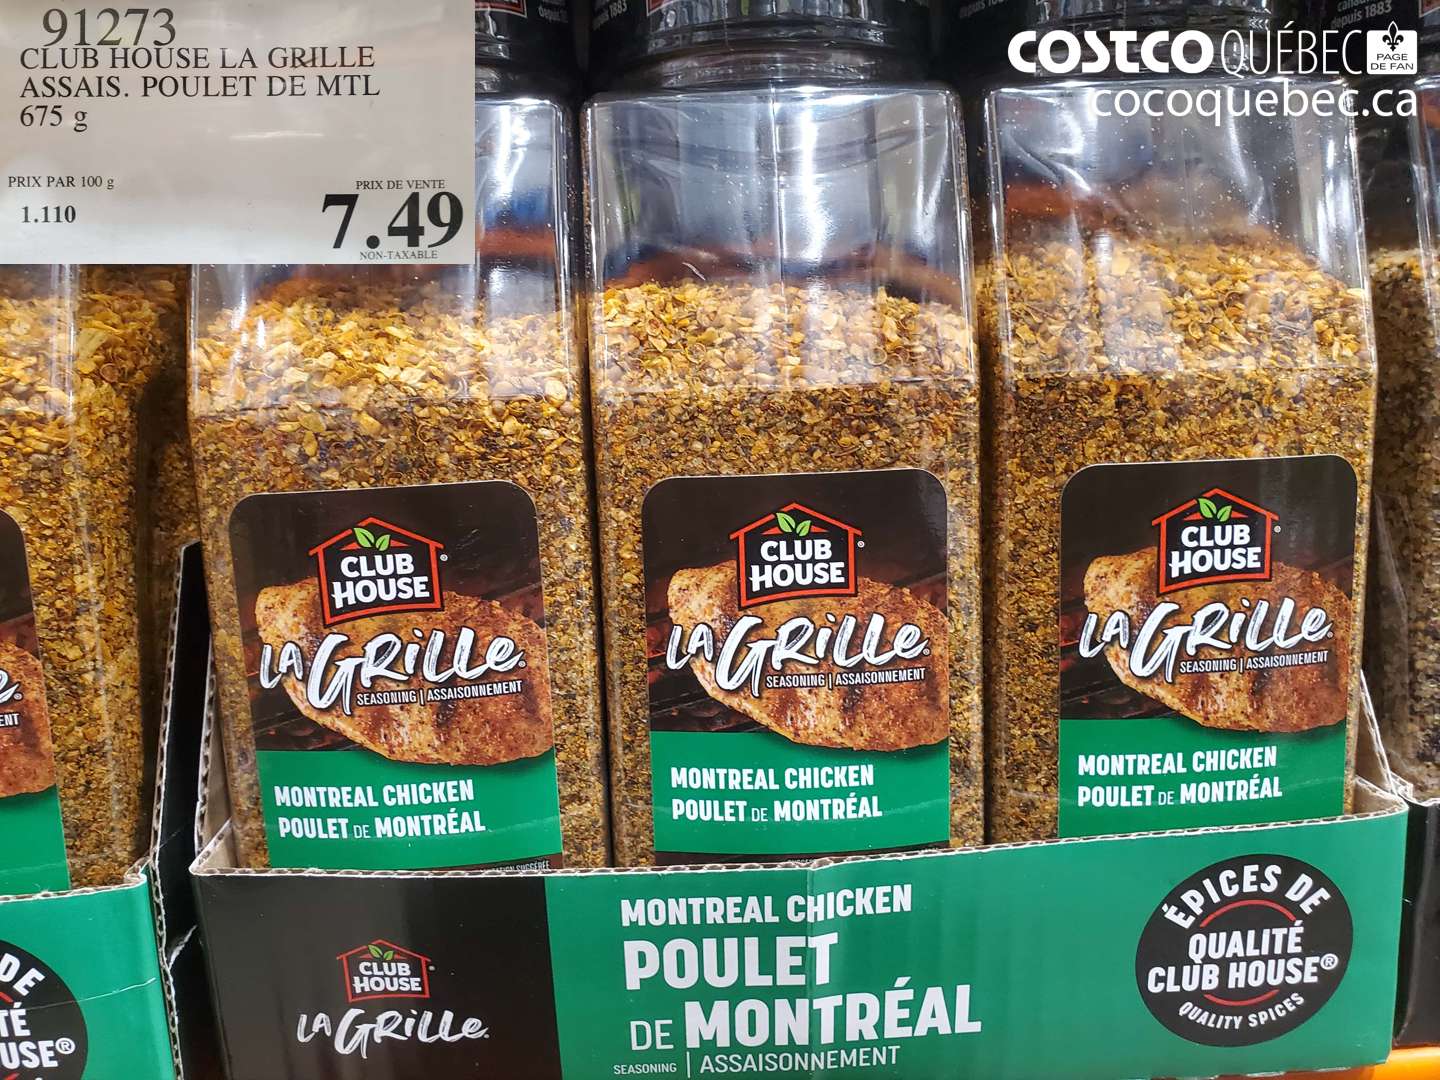 91273
CLUB HOUSE LA GRILLE
ASSAIS. POULET DE MTL
675 g
PRIX PAR 100 g
1.110
PRIX DE VENTE
7.49
NON-TAXABLE
depuis 1883
depuis 1883
COSTCO QUÉBEC
PAGE
DE FAN
cocoquebec.ca
CLUB
HOUSE®
LA GRiLLe®
SEASONING | ASSAISONNEMENT
MONTREAL CHICKEN
POULET DE MONTRÉAL
CLUB
HOUSE®
LA GRiLLe®
SEASONING | ASSAISONNEMENT
MONTREAL CHICKEN
POULET DE MONTRÉAL
CLUB
HOUSE®
LA GRiLLe®
SEASONING | ASSAISONNEMENT
MONTREAL CHICKEN
POULET DE MONTRÉAL
CLUB
HOUSE®
LA GRiLLe®
MONTREAL CHICKEN
POULET
DE MONTRÉAL
SEASONING | ASSAISONNEMENT
ÉPICES DE
QUALITÉ
CLUB HOUSE®
QUALITY SPICES